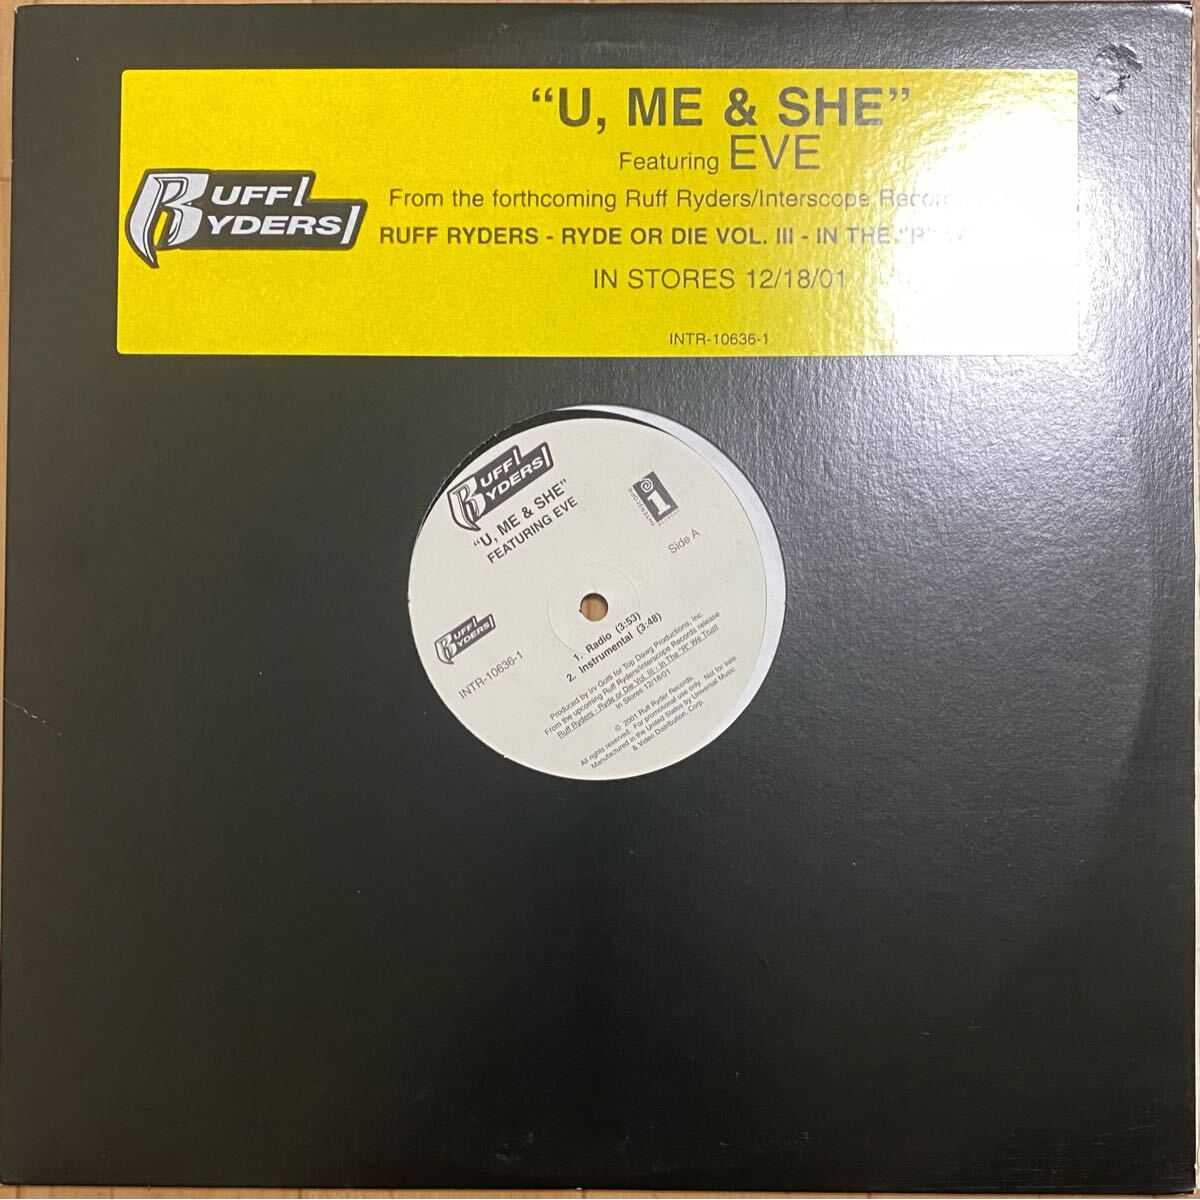 "U, ME & SHE"
Featuring EVE
From the forthcoming Ruff Ryders/Interscope Records
RUFF RYDERS - RYDE OR DIE VOL. III - IN THE "R"
IN STORES 12/18/01
INTR-10636-1
RUFF
RYDERS
RUFF
RYDERS
"U, ME & SHE"
FEATURING EVE
INTERSCOPE
Side A
RUFF
RYDERS
INTR-10636-1
1. Radio (3:53)
2. Instrumental (3:48)
Produced by Irv Gotti for Top Dawg Productions, Inc.
From the upcoming Ruff Ryders/Interscope Records release
Ruff Ryders - Ryde or Die Vol. III - In The "R" We Trust
In Stores 12/18/01
© 2001 Ruff Ryder Records.
All rights reserved. For promotional use only. Not for sale.
Manufactured in the United States by Universal Music
& Video Distribution, Corp.